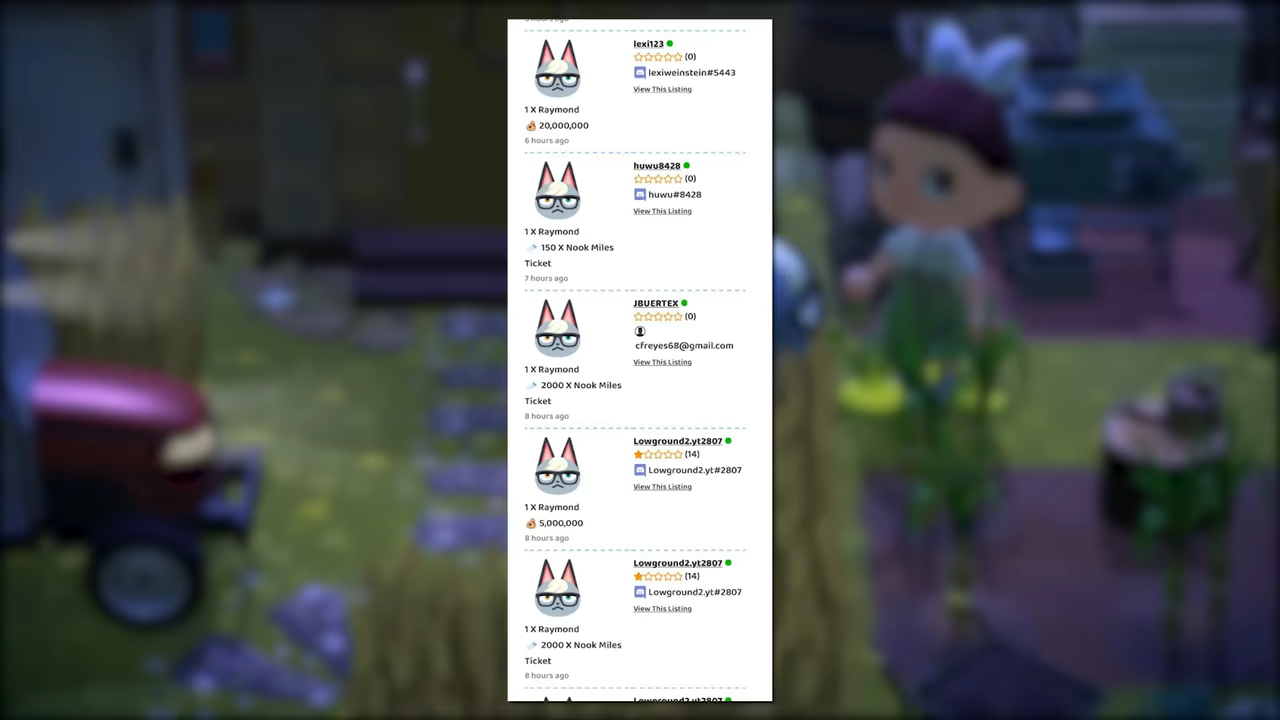 lexi123
(0)
lexiweinstein#5443
View This Listing
1 X Raymond
20,000,000
6 hours ago
huwu8428
(0)
huwu#8428
View This Listing
1 X Raymond
150 X Nook Miles
Ticket
7 hours ago
JBUERTEX
(0)
cfreyes68@gmail.com
View This Listing
1 X Raymond
2000 X Nook Miles
Ticket
8 hours ago
Lowground2.yt2807
(14)
Lowground2.yt#2807
View This Listing
1 X Raymond
5,000,000
8 hours ago
Lowground2.yt2807
(14)
Lowground2.yt#2807
View This Listing
1 X Raymond
2000 X Nook Miles
Ticket
8 hours ago
Lowground2.yt2807